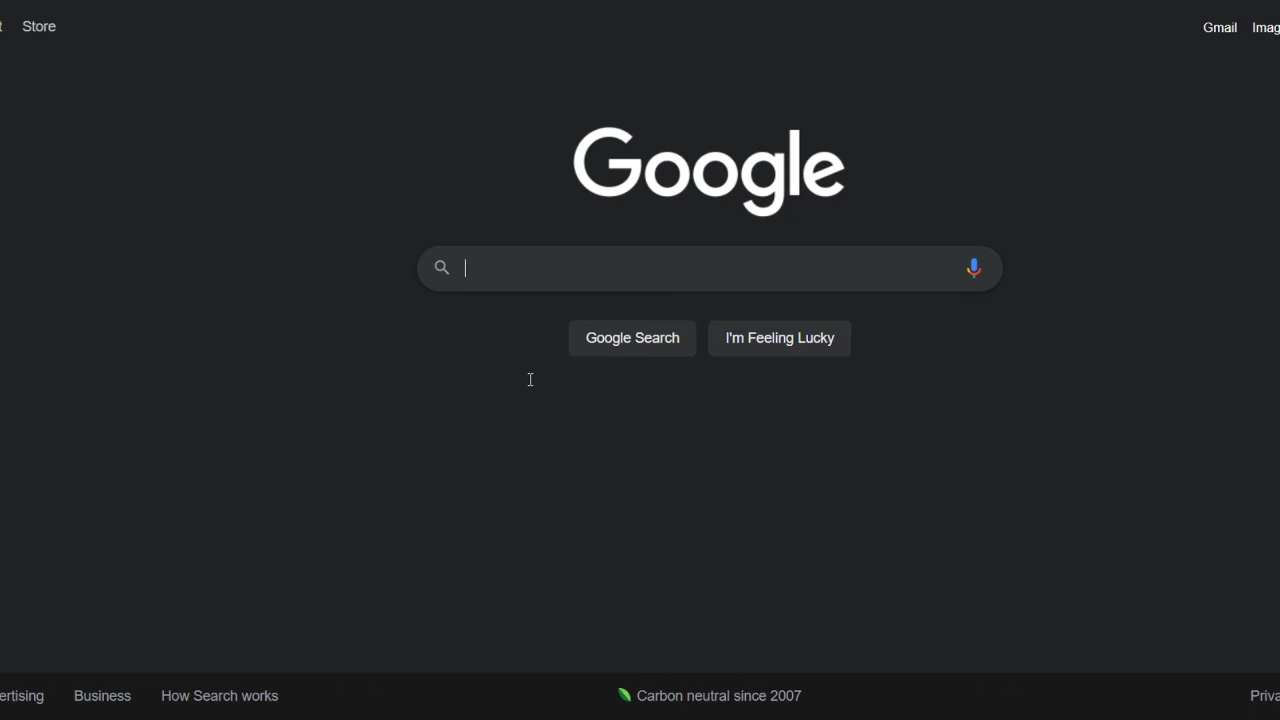 Store
Gmail
Google
Google Search
I'm Feeling Lucky
Business
How Search works
Carbon neutral since 2007